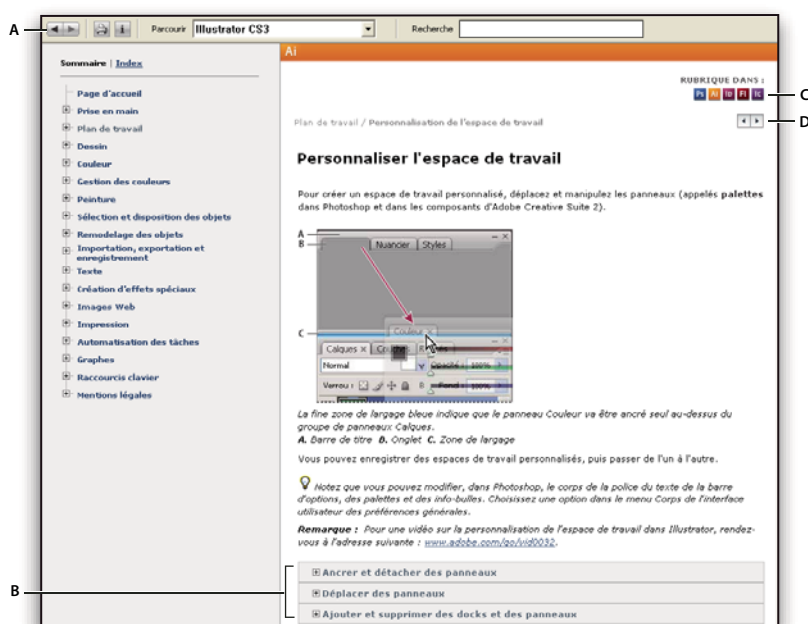 A
Parcourir Illustrator CS3 Recherche
Sommaire | Index
Page d'accueil
Prise en main
Plan de travail
Dessin
Couleur
Gestion des couleurs
Peinture
Sélection et disposition des objets
Remodelage des objets
Importation, exportation et
enregistrement
Texte
Création d'effets spéciaux
Images Web
Impression
Automatisation des tâches
Graphes
Raccourcis clavier
Mentions légales
Ai
RUBRIQUE DANS :
Ps Ai Id Fl
C
D
Plan de travail / Personnalisation de l'espace de travail
Personnaliser l'espace de travail
Pour créer un espace de travail personnalisé, déplacez et manipulez les panneaux (appelés palettes
dans Photoshop et dans les composants d'Adobe Creative Suite 2).
A
B
Nuancier Styles
Couleur ×
C
Calques ×
Normal Opacité : 100%
Verrou : Fond : 100%
La fine zone de largage bleue indique que le panneau Couleur va être ancré seul au-dessus du
groupe de panneaux Calques.
A. Barre de titre B. Onglet C. Zone de largage
Vous pouvez enregistrer des espaces de travail personnalisés, puis passer de l'un à l'autre.
Notez que vous pouvez modifier, dans Photoshop, le corps de la police du texte de la barre
d'options, des palettes et des info-bulles. Choisissez une option dans le menu Corps de l'interface
utilisateur des préférences générales.
Remarque : Pour une vidéo sur la personnalisation de l'espace de travail dans Illustrator, rendez-
vous à l'adresse suivante : www.adobe.com/go/vid0032.
B
Ancrer et détacher des panneaux
Déplacer des panneaux
Ajouter et supprimer des docks et des panneaux